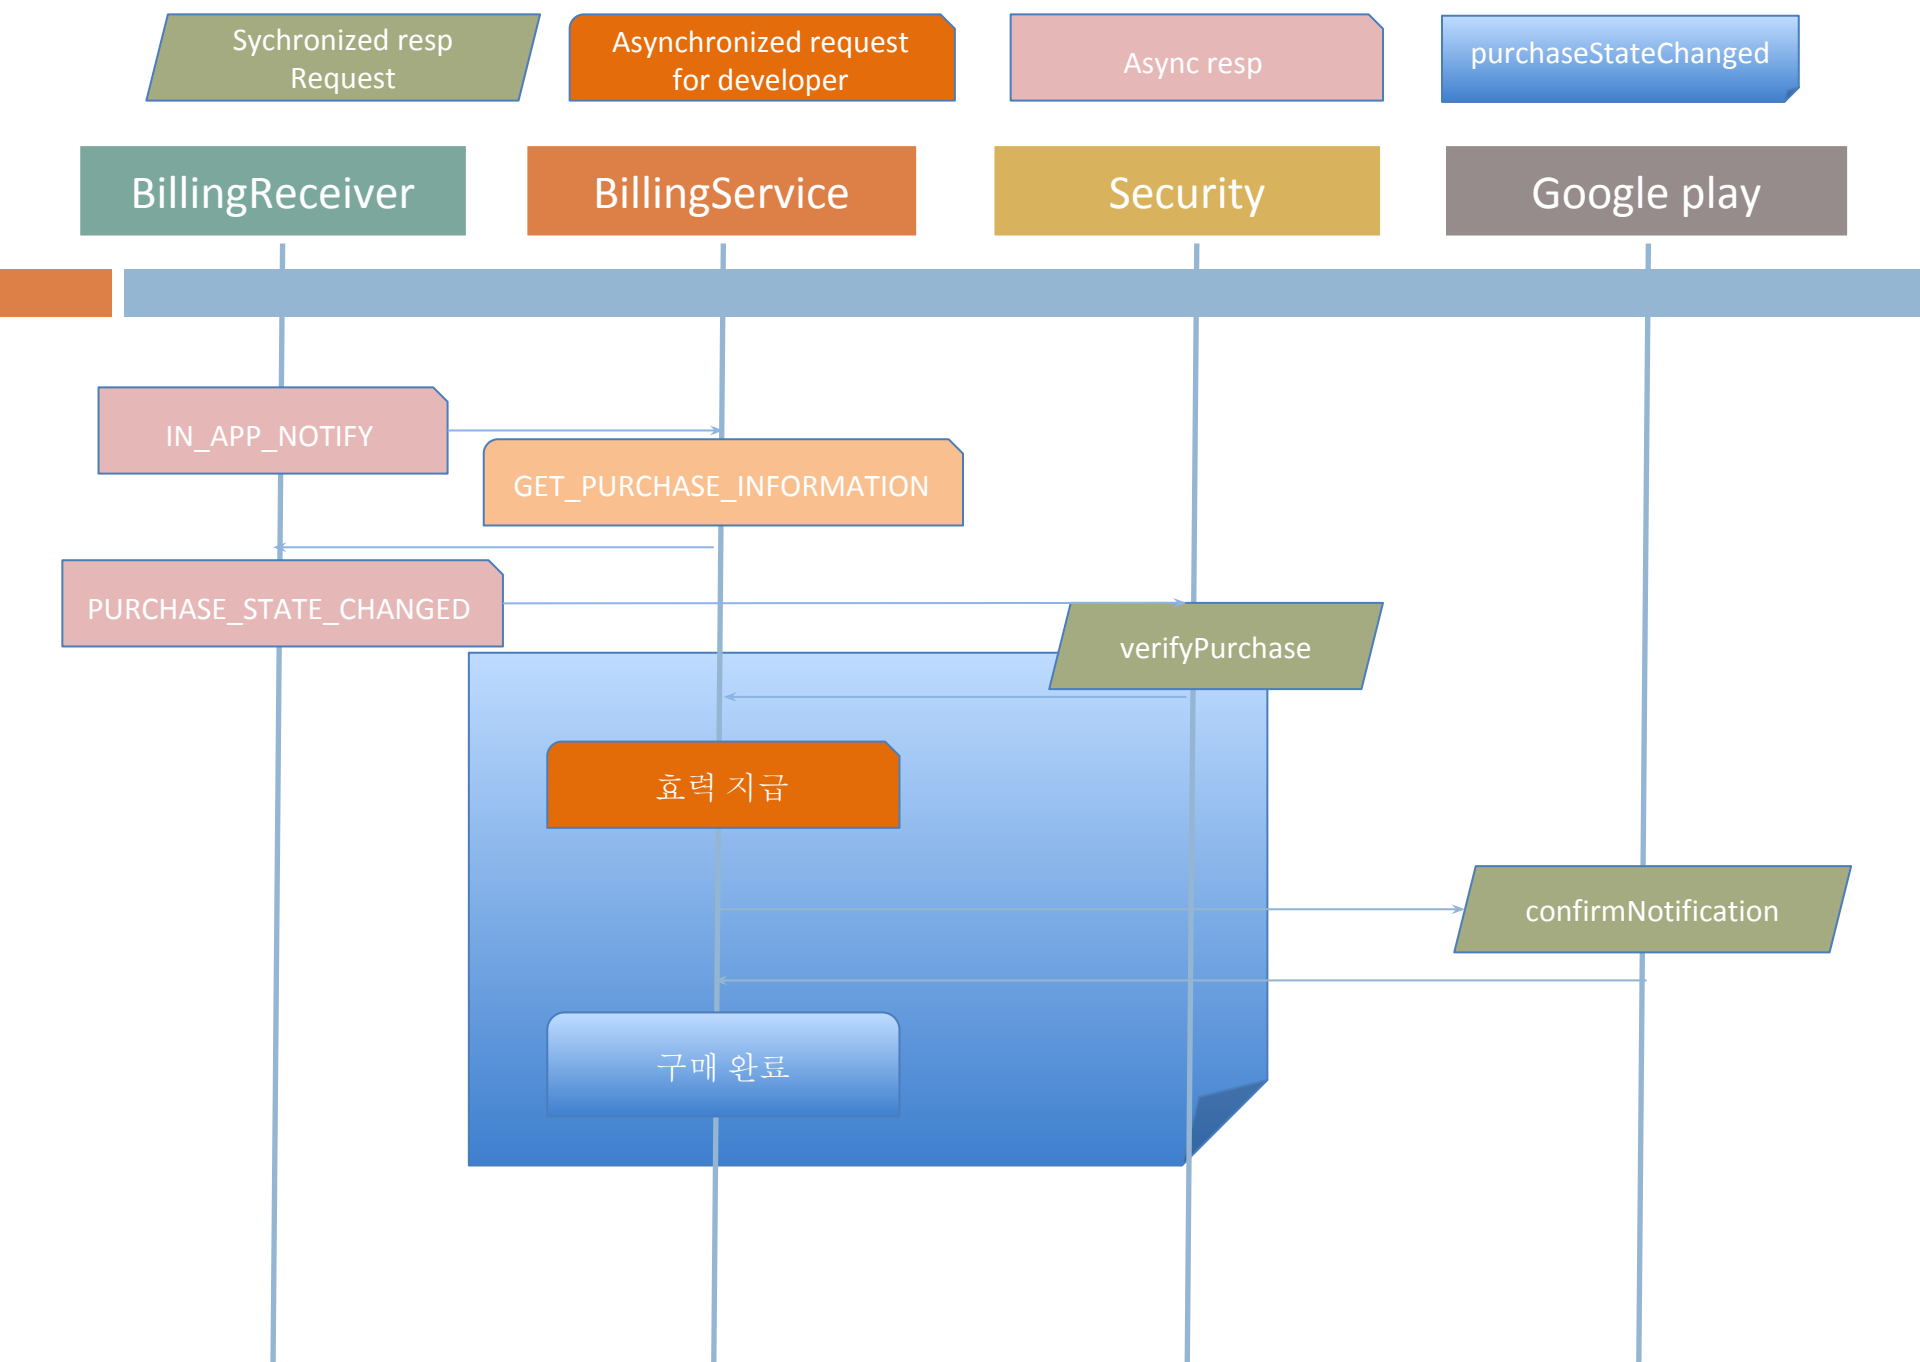 Sychronized resp
Request
Asynchronized request
for developer
Async resp
purchaseStateChanged
BillingReceiver
BillingService
Security
Google play
IN_APP_NOTIFY
GET_PURCHASE_INFORMATION
PURCHASE_STATE_CHANGED
verifyPurchase
효력 지급
confirmNotification
구매 완료